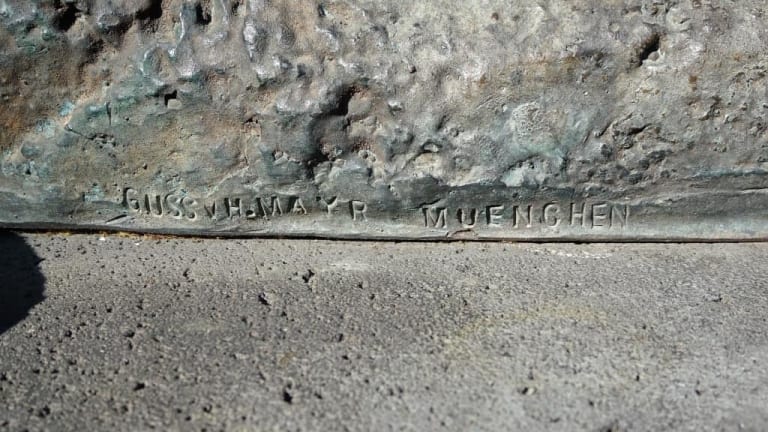 GUSS v H. MAYR MUENCHEN